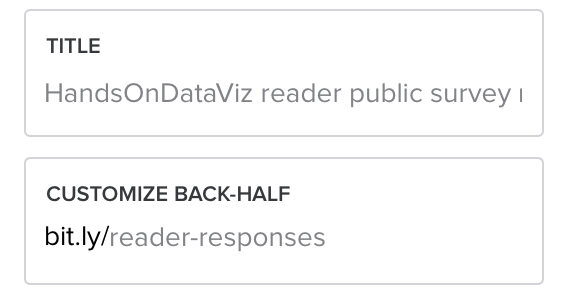 TITLE
HandsOnDataViz reader public survey
CUSTOMIZE BACK-HALF
bit.ly/reader-responses